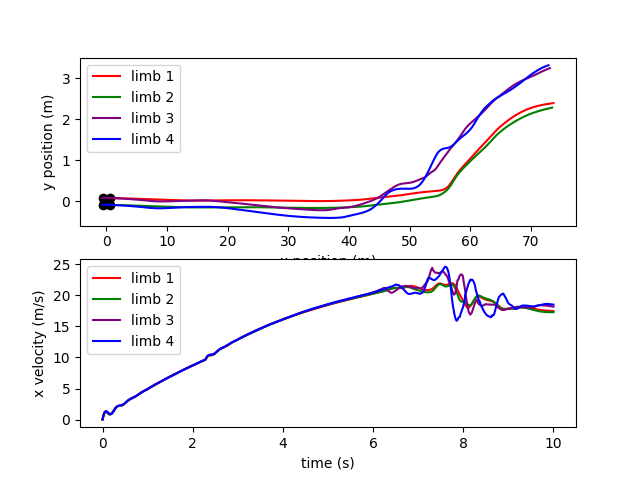 limb 1
limb 2
limb 3
limb 4
y position (m)
3
2
1
0
0 10 20 30 40 50 60 70
x position (m)
limb 1
limb 2
limb 3
limb 4
x velocity (m/s)
25
20
15
10
5
0
0 2 4 6 8 10
time (s)